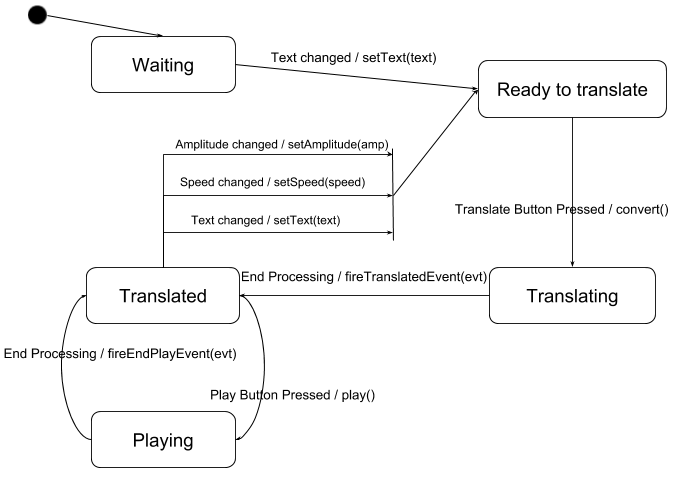 Waiting
Text changed / setText(text)
Ready to translate
Amplitude changed / setAmplitude(amp)
Speed changed / setSpeed(speed)
Text changed / setText(text)
Translate Button Pressed / convert()
End Processing / fireTranslatedEvent(evt)
Translated
Translating
End Processing / fireEndPlayEvent(evt)
Play Button Pressed / play()
Playing